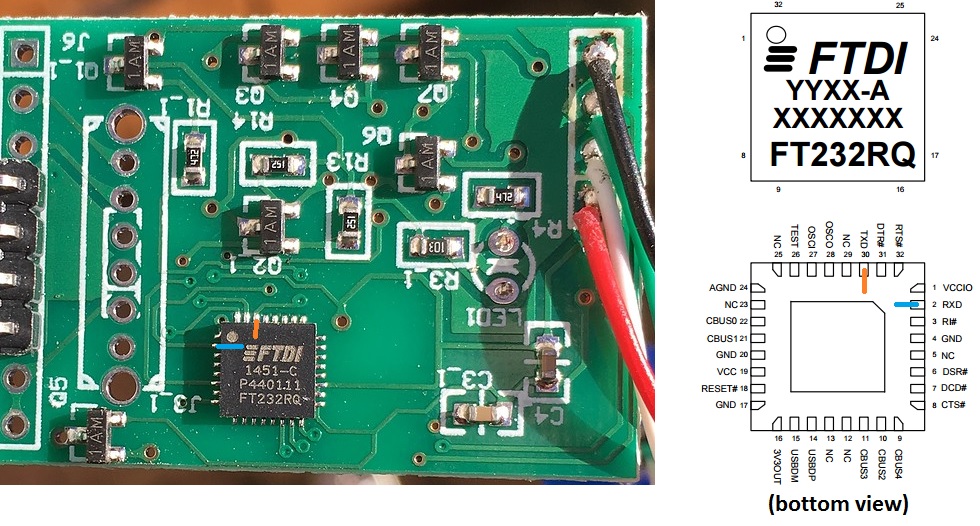 J6
Q1_1
1AM
1AM
1AM
1AM
Q3
Q4
Q7
R1_1
R14
472
152
R13
Q6
1AM
472
R4
1AM
Q2_1
152
103
R3_1
LED1
FTDI
1451-C
P440111
FT232RQ
J3_1
C3_1
C4
Q5
1AM
32
25
1
24
FTDI
YYXX-A
XXXXXXX
FT232RQ
8
17
9
16
NC 25
TEST 26
OSCI 27
OSCO 28
NC 29
TXD 30
DTR# 31
RTS# 32
AGND 24
NC 23
CBUS0 22
CBUS1 21
GND 20
VCC 19
RESET# 18
GND 17
1 VCCIO
2 RXD
3 RI#
4 GND
5 NC
6 DSR#
7 DCD#
8 CTS#
16 3V3OUT
15 USBDM
14 USBDP
13 NC
12 NC
11 CBUS3
10 CBUS2
9 CBUS4
(bottom view)